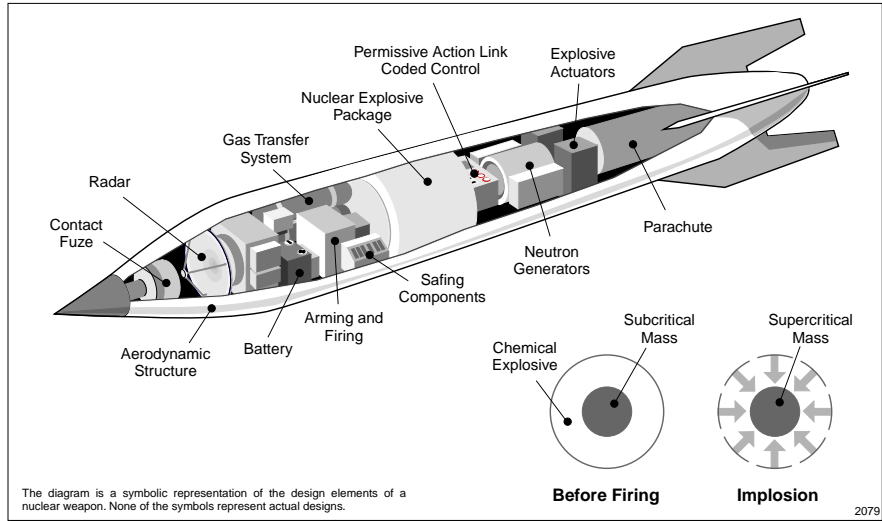 Permissive Action Link
Coded Control
Explosive
Actuators
Nuclear Explosive
Package
Gas Transfer
System
Radar
Contact
Fuze
Parachute
Neutron
Generators
Safing
Components
Arming and
Firing
Battery
Aerodynamic
Structure
Chemical
Explosive
Subcritical
Mass
Supercritical
Mass
Before Firing
Implosion
The diagram is a symbolic representation of the design elements of a
nuclear weapon. None of the symbols represent actual designs.
2079